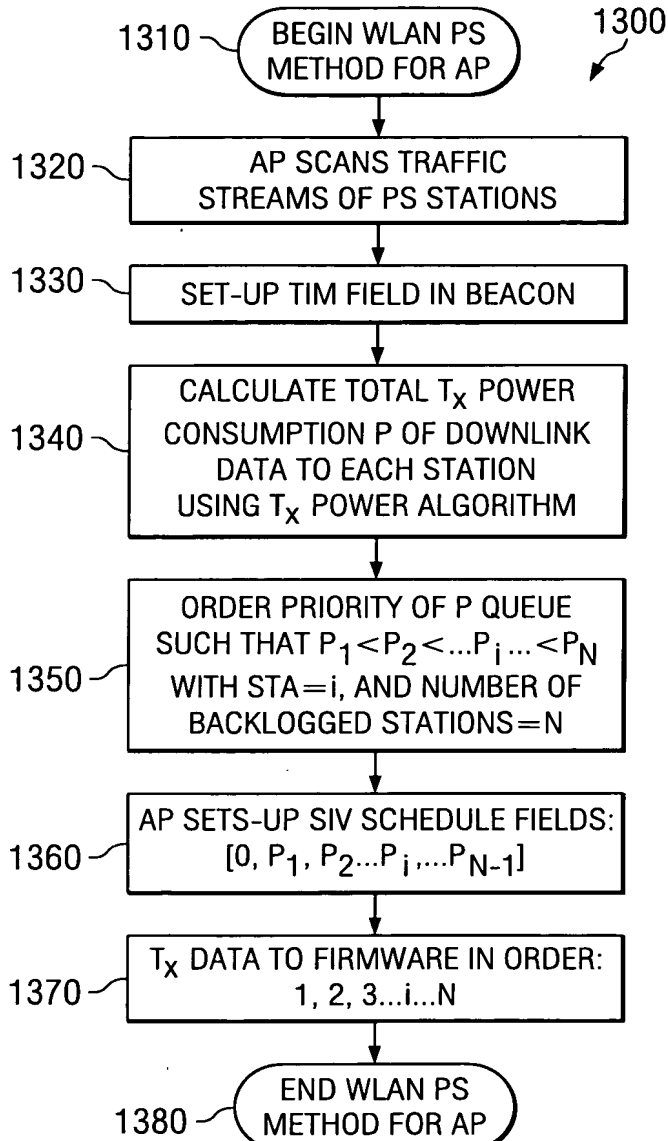 1310
BEGIN WLAN PS
METHOD FOR AP
1300
1320
AP SCANS TRAFFIC
STREAMS OF PS STATIONS
1330
SET-UP TIM FIELD IN BEACON
1340
CALCULATE TOTAL TX POWER
CONSUMPTION P OF DOWNLINK
DATA TO EACH STATION
USING TX POWER ALGORITHM
1350
ORDER PRIORITY OF P QUEUE
SUCH THAT P1<P2<...Pi...<PN
WITH STA=i, AND NUMBER OF
BACKLOGGED STATIONS=N
1360
AP SETS-UP SIV SCHEDULE FIELDS:
[0, P1, P2...Pi,...PN-1]
1370
TX DATA TO FIRMWARE IN ORDER:
1, 2, 3...i...N
1380
END WLAN PS
METHOD FOR AP